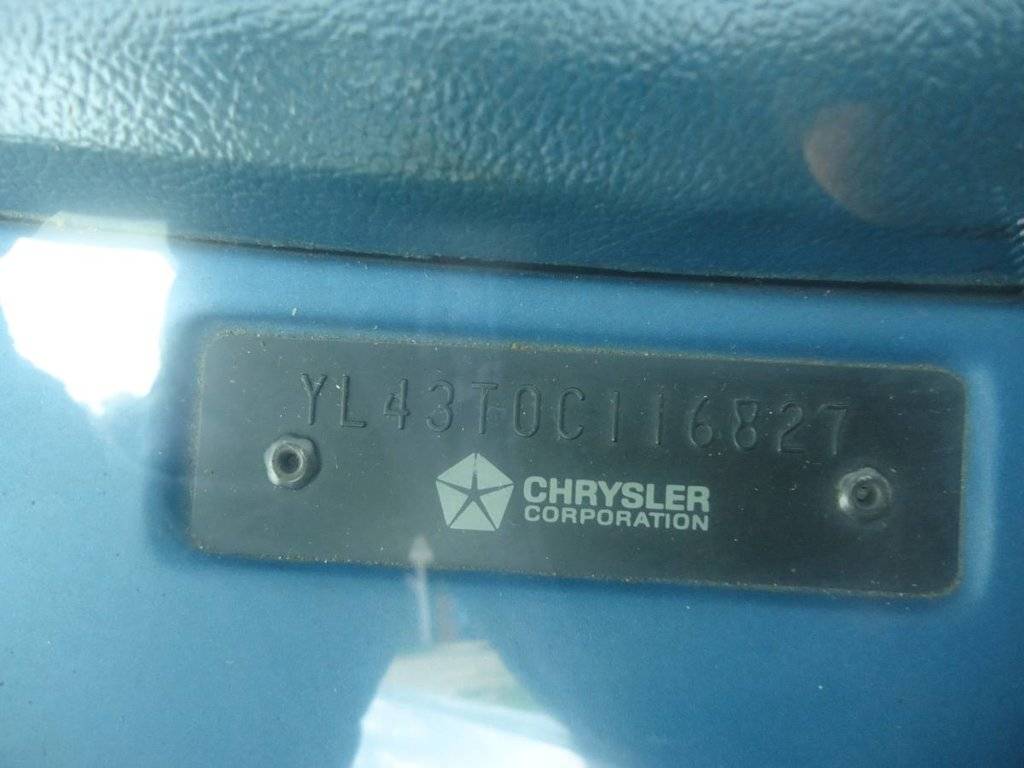 YL43T0C116827
CHRYSLER
CORPORATION